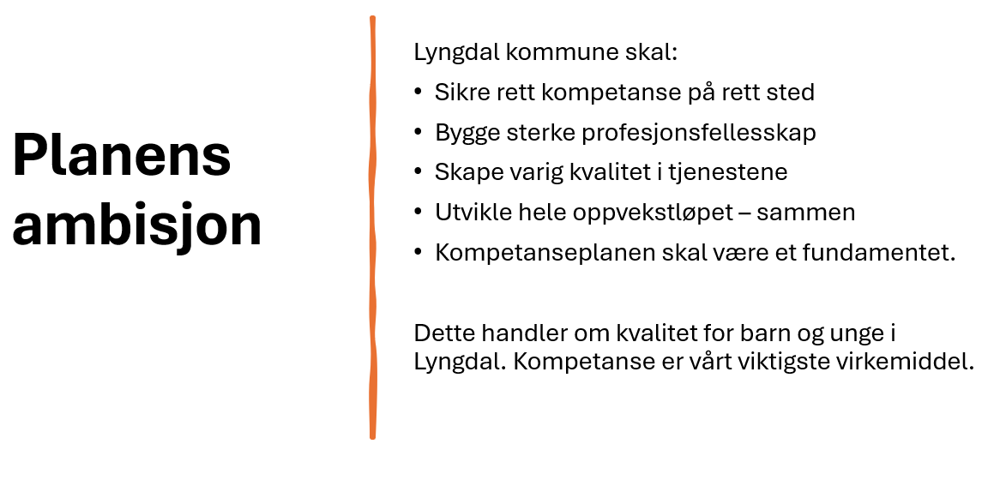 Planens
ambisjon
Lyngdal kommune skal:
• Sikre rett kompetanse på rett sted
• Bygge sterke profesjonsfellesskap
• Skape varig kvalitet i tjenestene
• Utvikle hele oppvekstløpet – sammen
• Kompetanseplanen skal være et fundamentet.
Dette handler om kvalitet for barn og unge i
Lyngdal. Kompetanse er vårt viktigste virkemiddel.